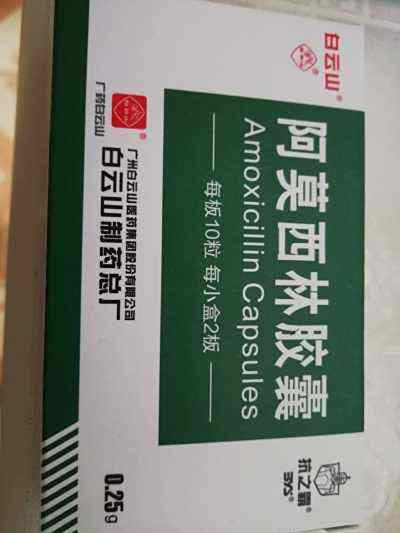 白云山®
阿莫西林胶囊
Amoxicillin Capsules
每板10粒 每小盒2板
抗之霸®
BYS®
广药白云山
®
广州白云山医药集团股份有限公司
白云山制药总厂
0.25g